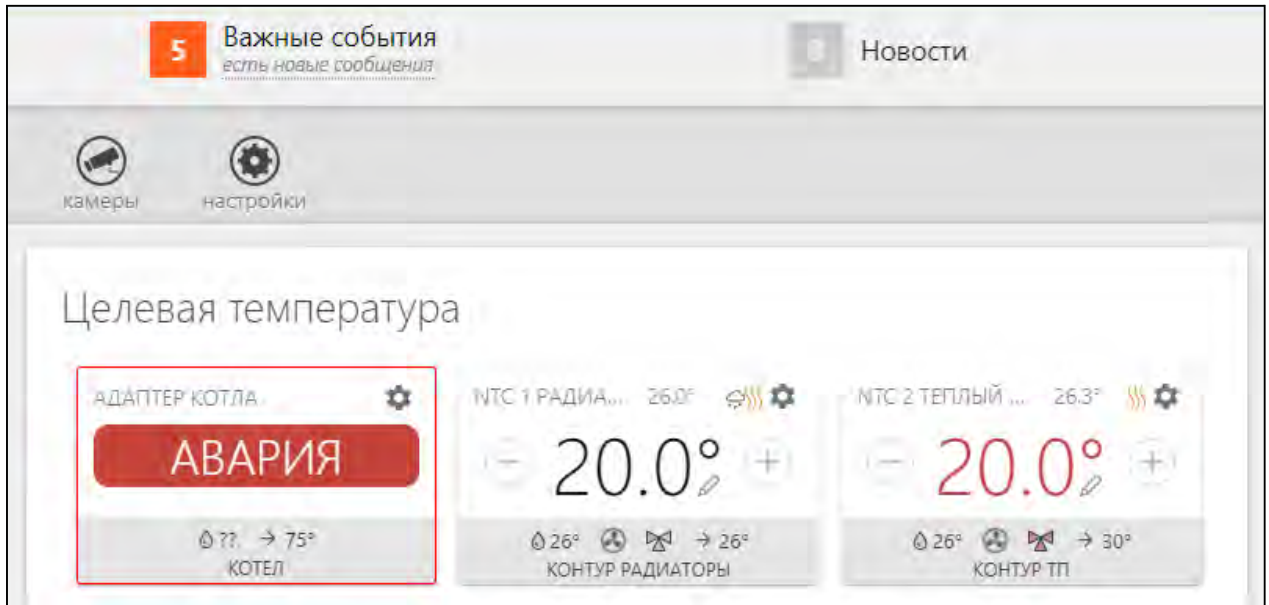 5 Важные события
есть новые сообщения
Новости
камеры настройки
Целевая температура
АДАПТЕР КОТЛА
АВАРИЯ
?? → 75°
КОТЕЛ
NTC 1 РАДИА... 26.0°
− 20.0° +
26° → 26°
КОНТУР РАДИАТОРЫ
NTC 2 ТЕПЛЫЙ ... 26.3°
− 20.0° +
26° → 30°
КОНТУР ТП